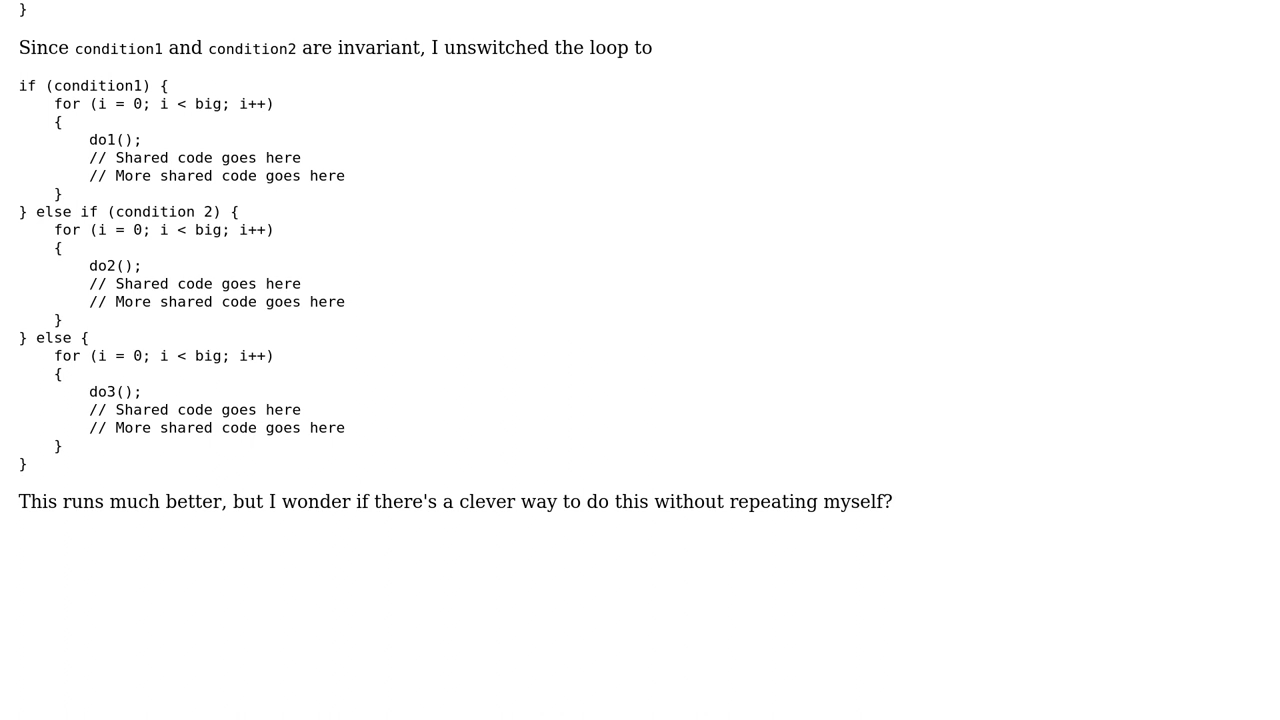 }
Since condition1 and condition2 are invariant, I unswitched the loop to
if (condition1) {
    for (i = 0; i < big; i++)
    {
        do1();
        // Shared code goes here
        // More shared code goes here
    }
} else if (condition 2) {
    for (i = 0; i < big; i++)
    {
        do2();
        // Shared code goes here
        // More shared code goes here
    }
} else {
    for (i = 0; i < big; i++)
    {
        do3();
        // Shared code goes here
        // More shared code goes here
    }
}
This runs much better, but I wonder if there's a clever way to do this without repeating myself?